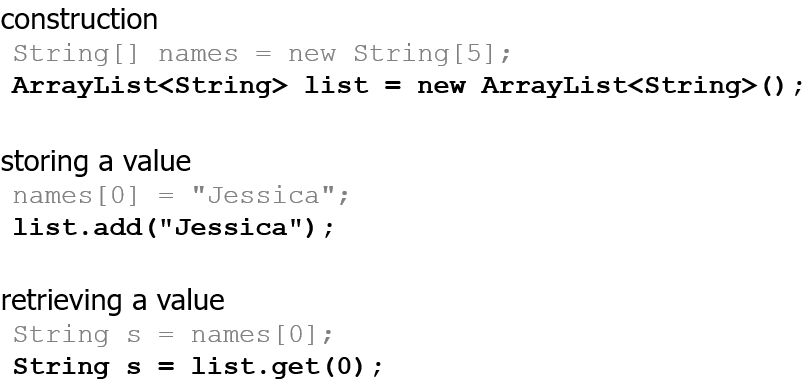 construction
String[] names = new String[5];
ArrayList<String> list = new ArrayList<String>();
storing a value
names[0] = "Jessica";
list.add("Jessica");
retrieving a value
String s = names[0];
String s = list.get(0);